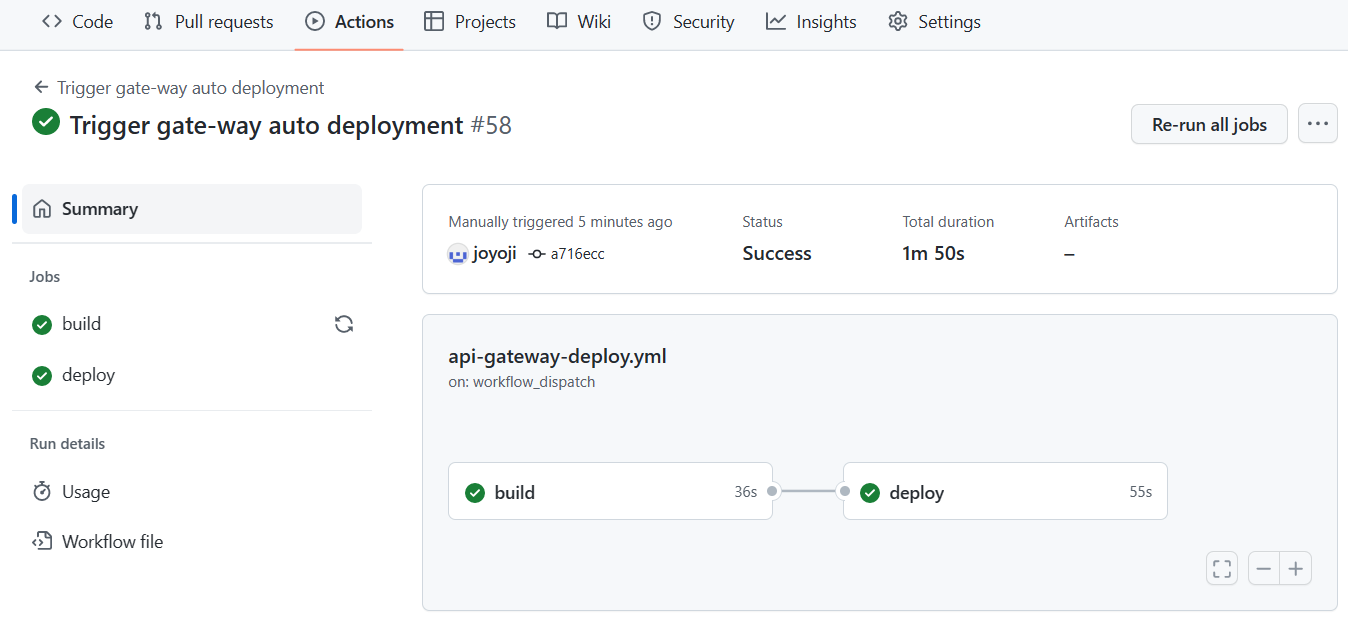 Code Pull requests Actions Projects Wiki Security Insights Settings
Trigger gate-way auto deployment
Trigger gate-way auto deployment #58
Re-run all jobs
Summary
Jobs
build
deploy
Run details
Usage
Workflow file
Manually triggered 5 minutes ago
joyoji a716ecc
Status
Success
Total duration
1m 50s
Artifacts
–
api-gateway-deploy.yml
on: workflow_dispatch
build 36s
deploy 55s